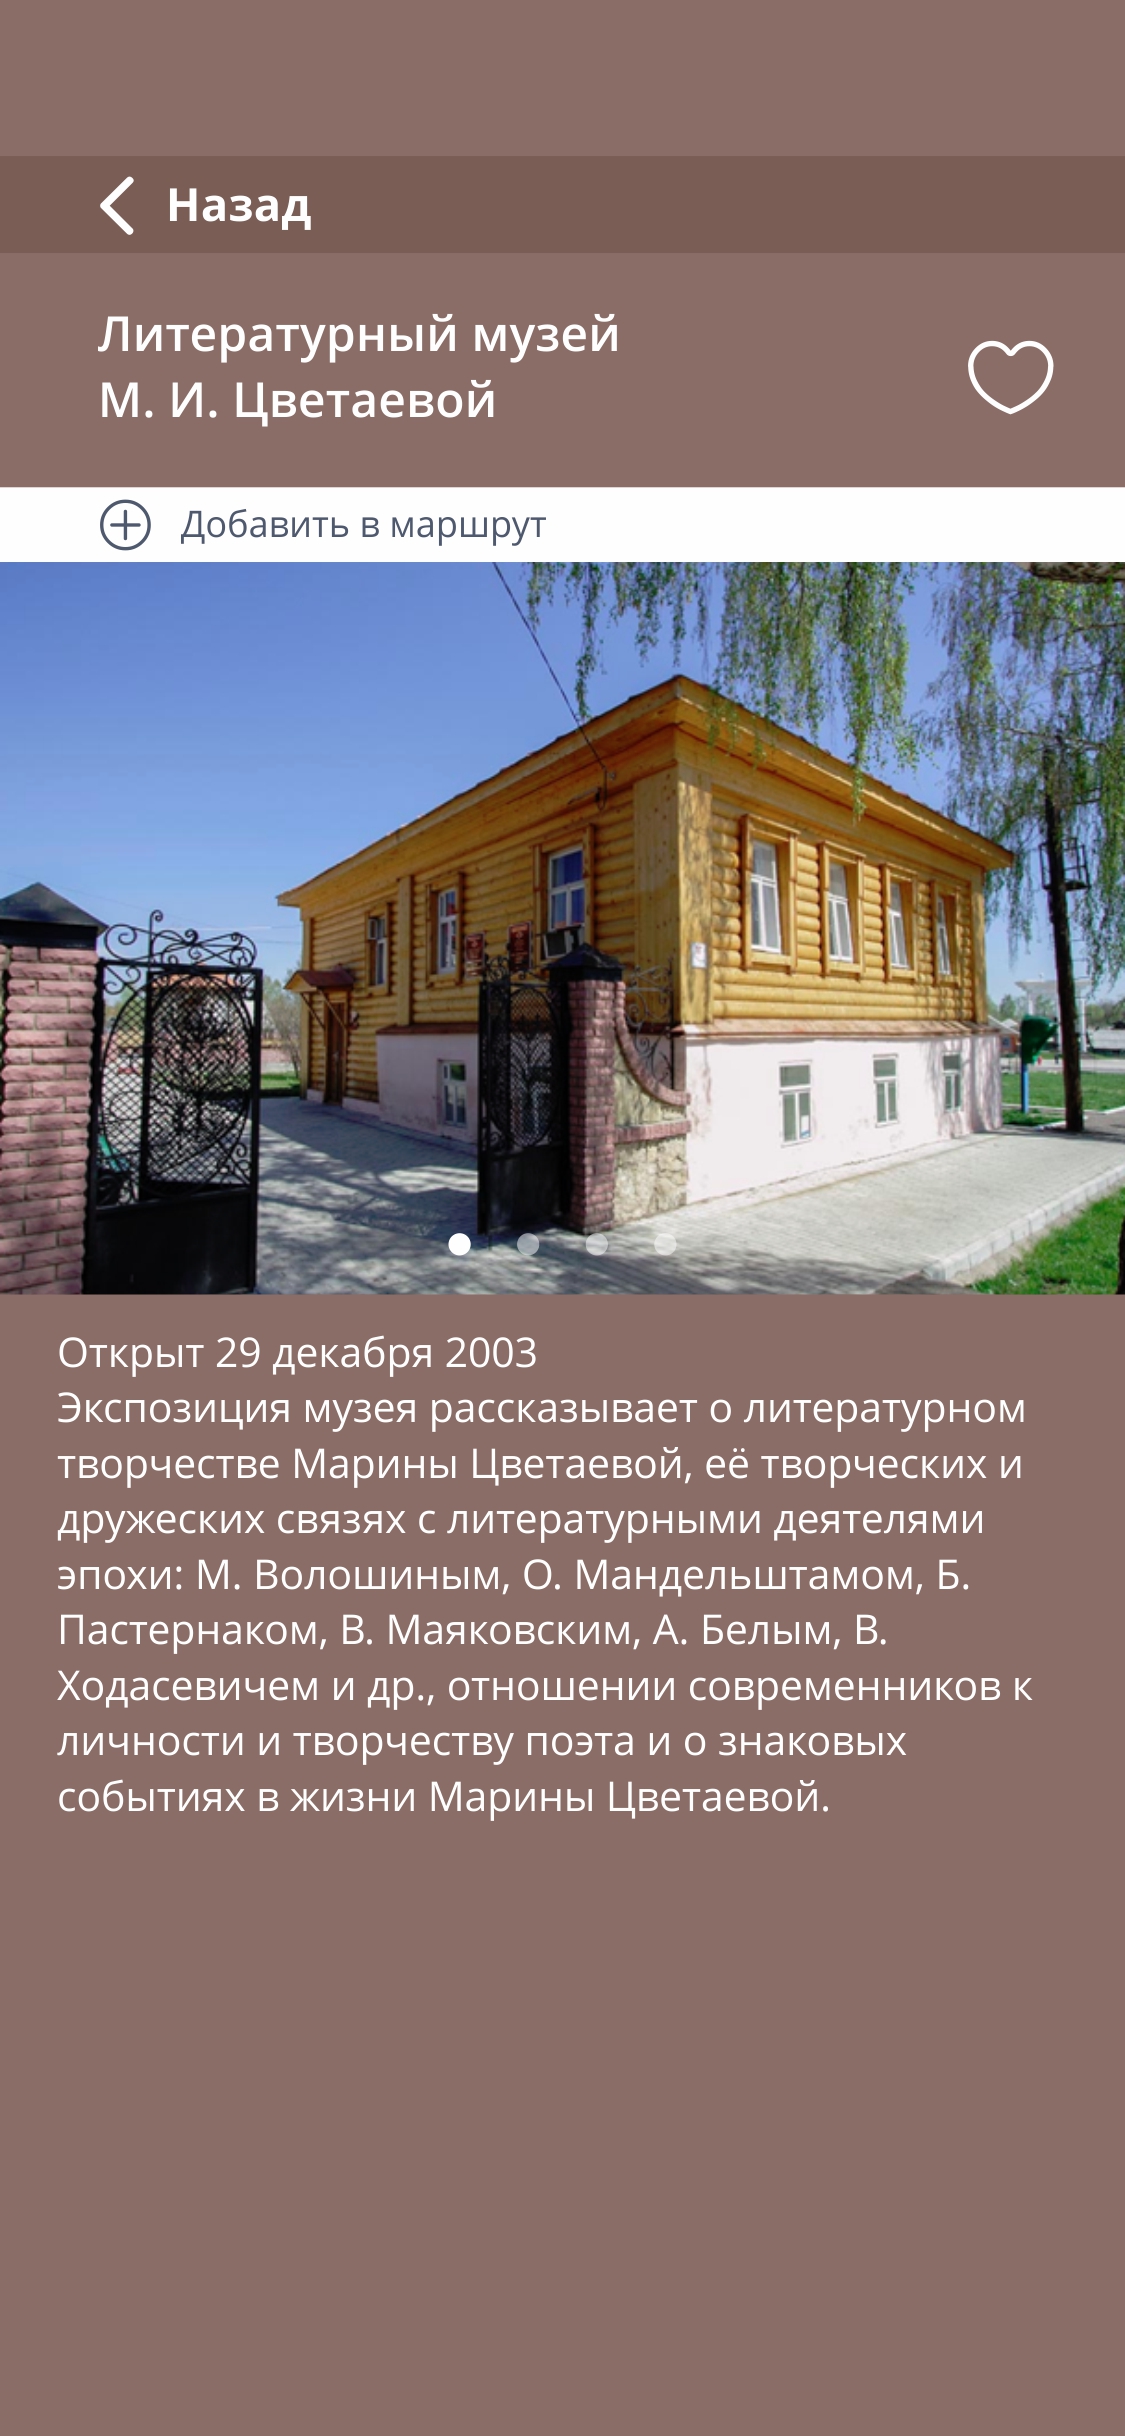 Назад
Литературный музей
М. И. Цветаевой
Добавить в маршрут
Открыт 29 декабря 2003
Экспозиция музея рассказывает о литературном
творчестве Марины Цветаевой, её творческих и
дружеских связях с литературными деятелями
эпохи: М. Волошиным, О. Мандельштамом, Б.
Пастернаком, В. Маяковским, А. Белым, В.
Ходасевичем и др., отношении современников к
личности и творчеству поэта и о знаковых
событиях в жизни Марины Цветаевой.